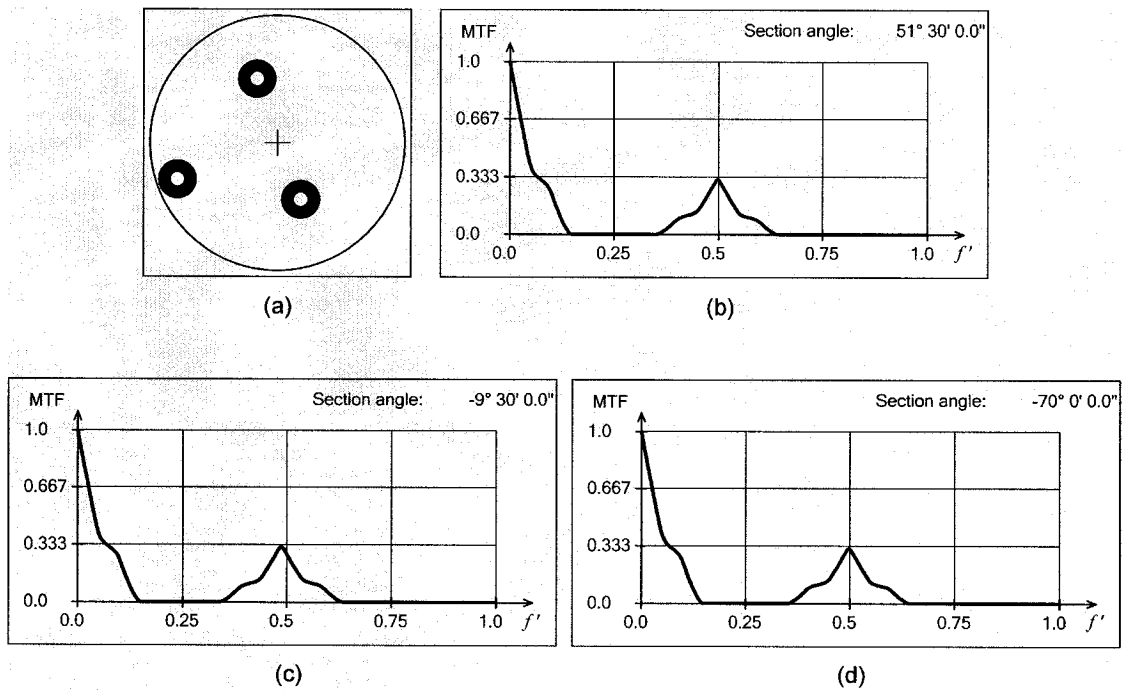 MTF
Section angle: 51° 30' 0.0"
1.0
0.667
0.333
0.0
0.0 0.25 0.5 0.75 1.0 f'
(a)
(b)
MTF
Section angle: -9° 30' 0.0"
1.0
0.667
0.333
0.0
0.0 0.25 0.5 0.75 1.0 f'
(c)
MTF
Section angle: -70° 0' 0.0"
1.0
0.667
0.333
0.0
0.0 0.25 0.5 0.75 1.0 f'
(d)